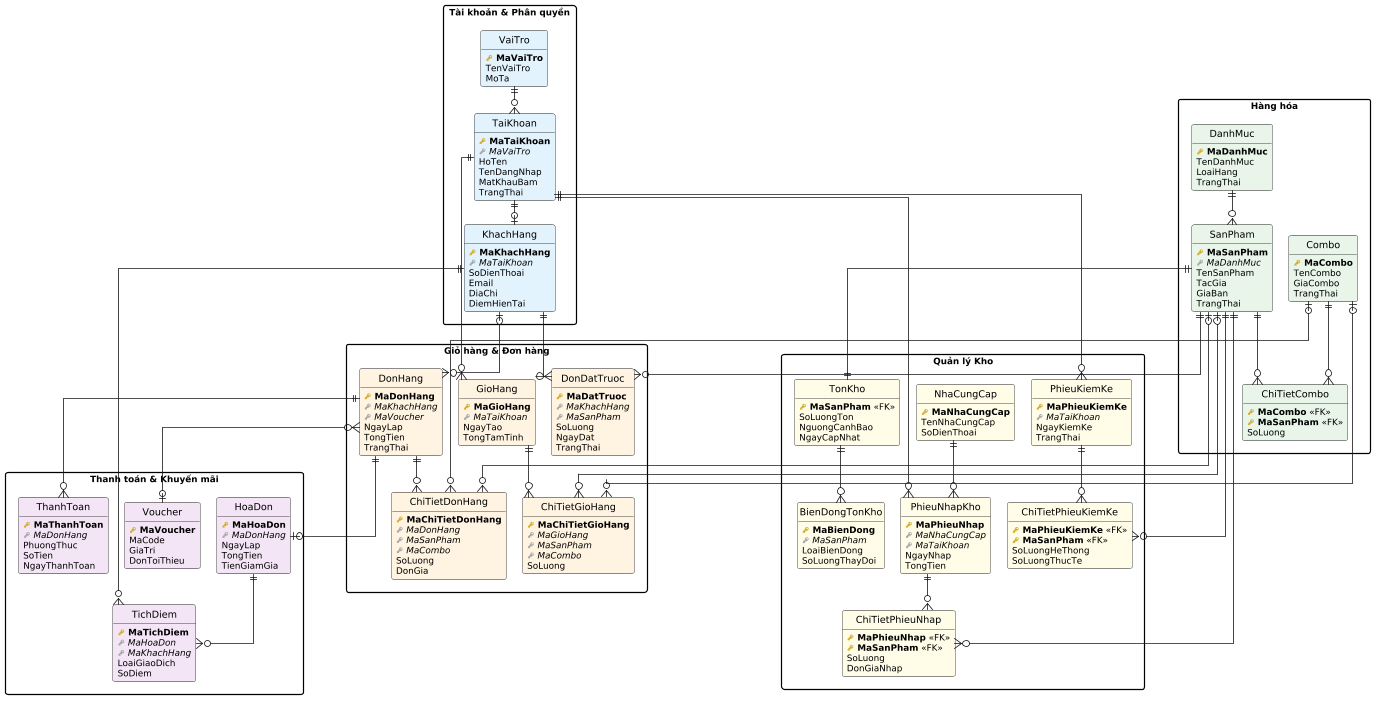 Tài khoản & Phân quyền
VaiTro
MaVaiTro
TenVaiTro
MoTa
TaiKhoan
MaTaiKhoan
MaVaiTro
HoTen
TenDangNhap
MatKhauBam
TrangThai
KhachHang
MaKhachHang
MaTaiKhoan
SoDienThoai
Email
DiaChi
DiemHienTai
Hàng hóa
DanhMuc
MaDanhMuc
TenDanhMuc
LoaiHang
TrangThai
SanPham
MaSanPham
MaDanhMuc
TenSanPham
TacGia
GiaBan
TrangThai
Combo
MaCombo
TenCombo
GiaCombo
TrangThai
ChiTietCombo
MaCombo «FK»
MaSanPham «FK»
SoLuong
Giỏ hàng & Đơn hàng
DonHang
MaDonHang
MaKhachHang
MaVoucher
NgayLap
TongTien
TrangThai
GioHang
MaGioHang
MaTaiKhoan
NgayTao
TongTamTinh
DonDatTruoc
MaDatTruoc
MaKhachHang
MaSanPham
SoLuong
NgayDat
TrangThai
ChiTietDonHang
MaChiTietDonHang
MaDonHang
MaSanPham
MaCombo
SoLuong
DonGia
ChiTietGioHang
MaChiTietGioHang
MaGioHang
MaSanPham
MaCombo
SoLuong
Quản lý Kho
TonKho
MaSanPham «FK»
SoLuongTon
NguongCanhBao
NgayCapNhat
NhaCungCap
MaNhaCungCap
TenNhaCungCap
SoDienThoai
PhieuKiemKe
MaPhieuKiemKe
MaTaiKhoan
NgayKiemKe
TrangThai
BienDongTonKho
MaBienDong
MaSanPham
LoaiBienDong
SoLuongThayDoi
PhieuNhapKho
MaPhieuNhap
MaNhaCungCap
MaTaiKhoan
NgayNhap
TongTien
ChiTietPhieuKiemKe
MaPhieuKiemKe «FK»
MaSanPham «FK»
SoLuongHeThong
SoLuongThucTe
ChiTietPhieuNhap
MaPhieuNhap «FK»
MaSanPham «FK»
SoLuong
DonGiaNhap
Thanh toán & Khuyến mãi
ThanhToan
MaThanhToan
MaDonHang
PhuongThuc
SoTien
NgayThanhToan
Voucher
MaVoucher
MaCode
GiaTri
DonToiThieu
HoaDon
MaHoaDon
MaDonHang
NgayLap
TongTien
TienGiamGia
TichDiem
MaTichDiem
MaHoaDon
MaKhachHang
LoaiGiaoDich
SoDiem